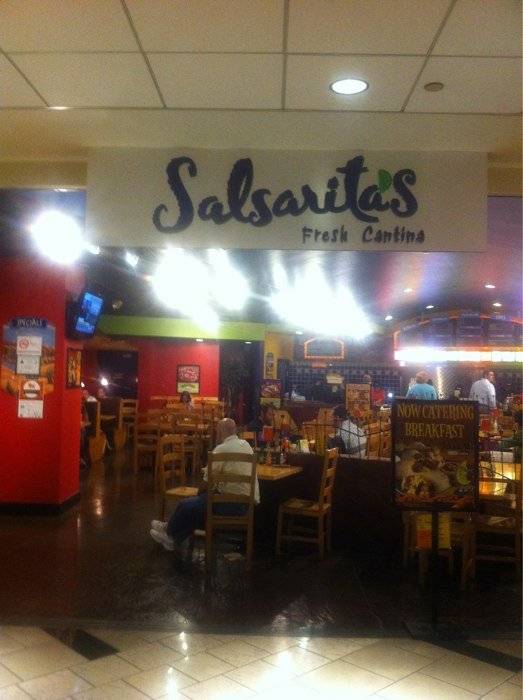 Salsarita's
Fresh Cantina
NOW CATERING
BREAKFAST